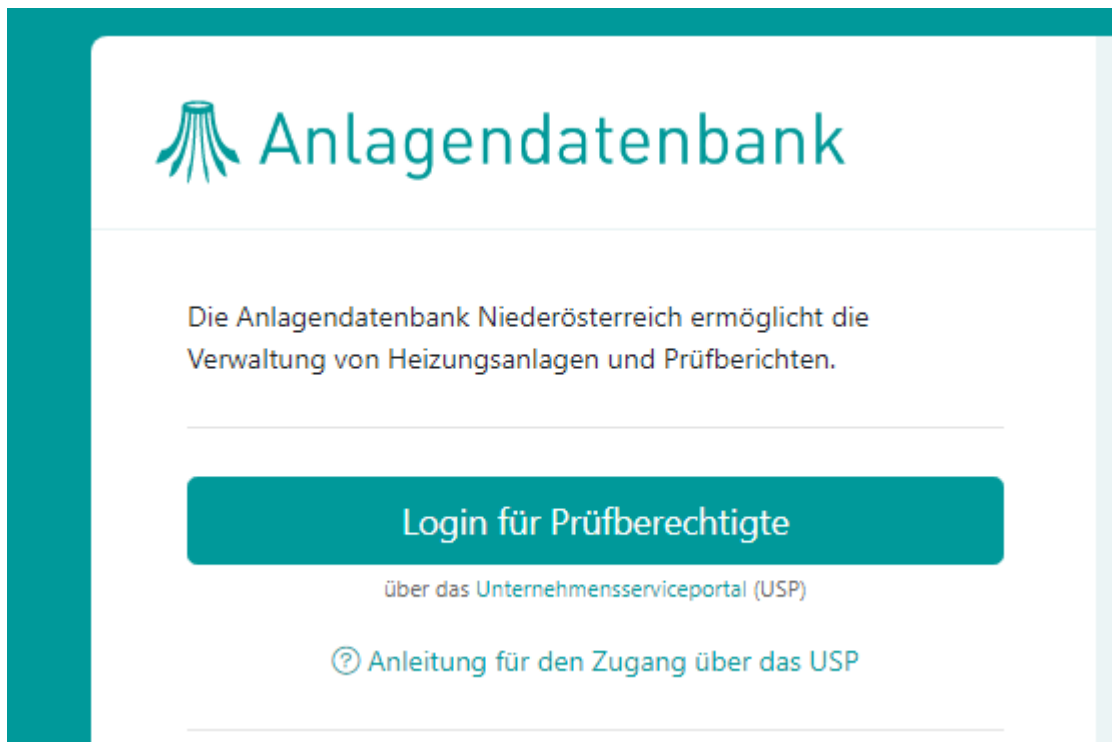 Anlagendatenbank
Die Anlagendatenbank Niederösterreich ermöglicht die
Verwaltung von Heizungsanlagen und Prüfberichten.
Login für Prüfberechtigte
über das Unternehmensserviceportal (USP)
Anleitung für den Zugang über das USP